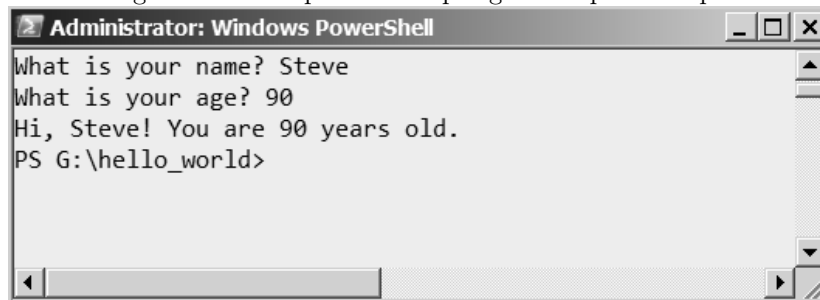 Administrator: Windows PowerShell
What is your name? Steve
What is your age? 90
Hi, Steve! You are 90 years old.
PS G:\hello_world>